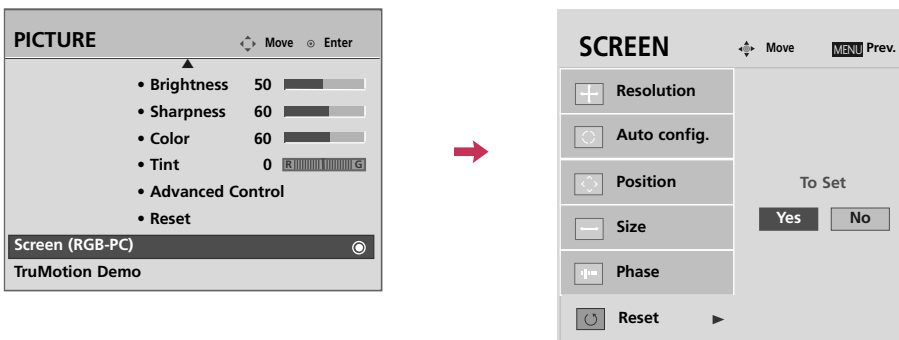 PICTURE
Move Enter
• Brightness 50
• Sharpness 60
• Color 60
• Tint 0 R G
• Advanced Control
• Reset
Screen (RGB-PC)
TruMotion Demo
SCREEN
Move MENU Prev.
Resolution
Auto config.
Position
Size
Phase
Reset
To Set
Yes No